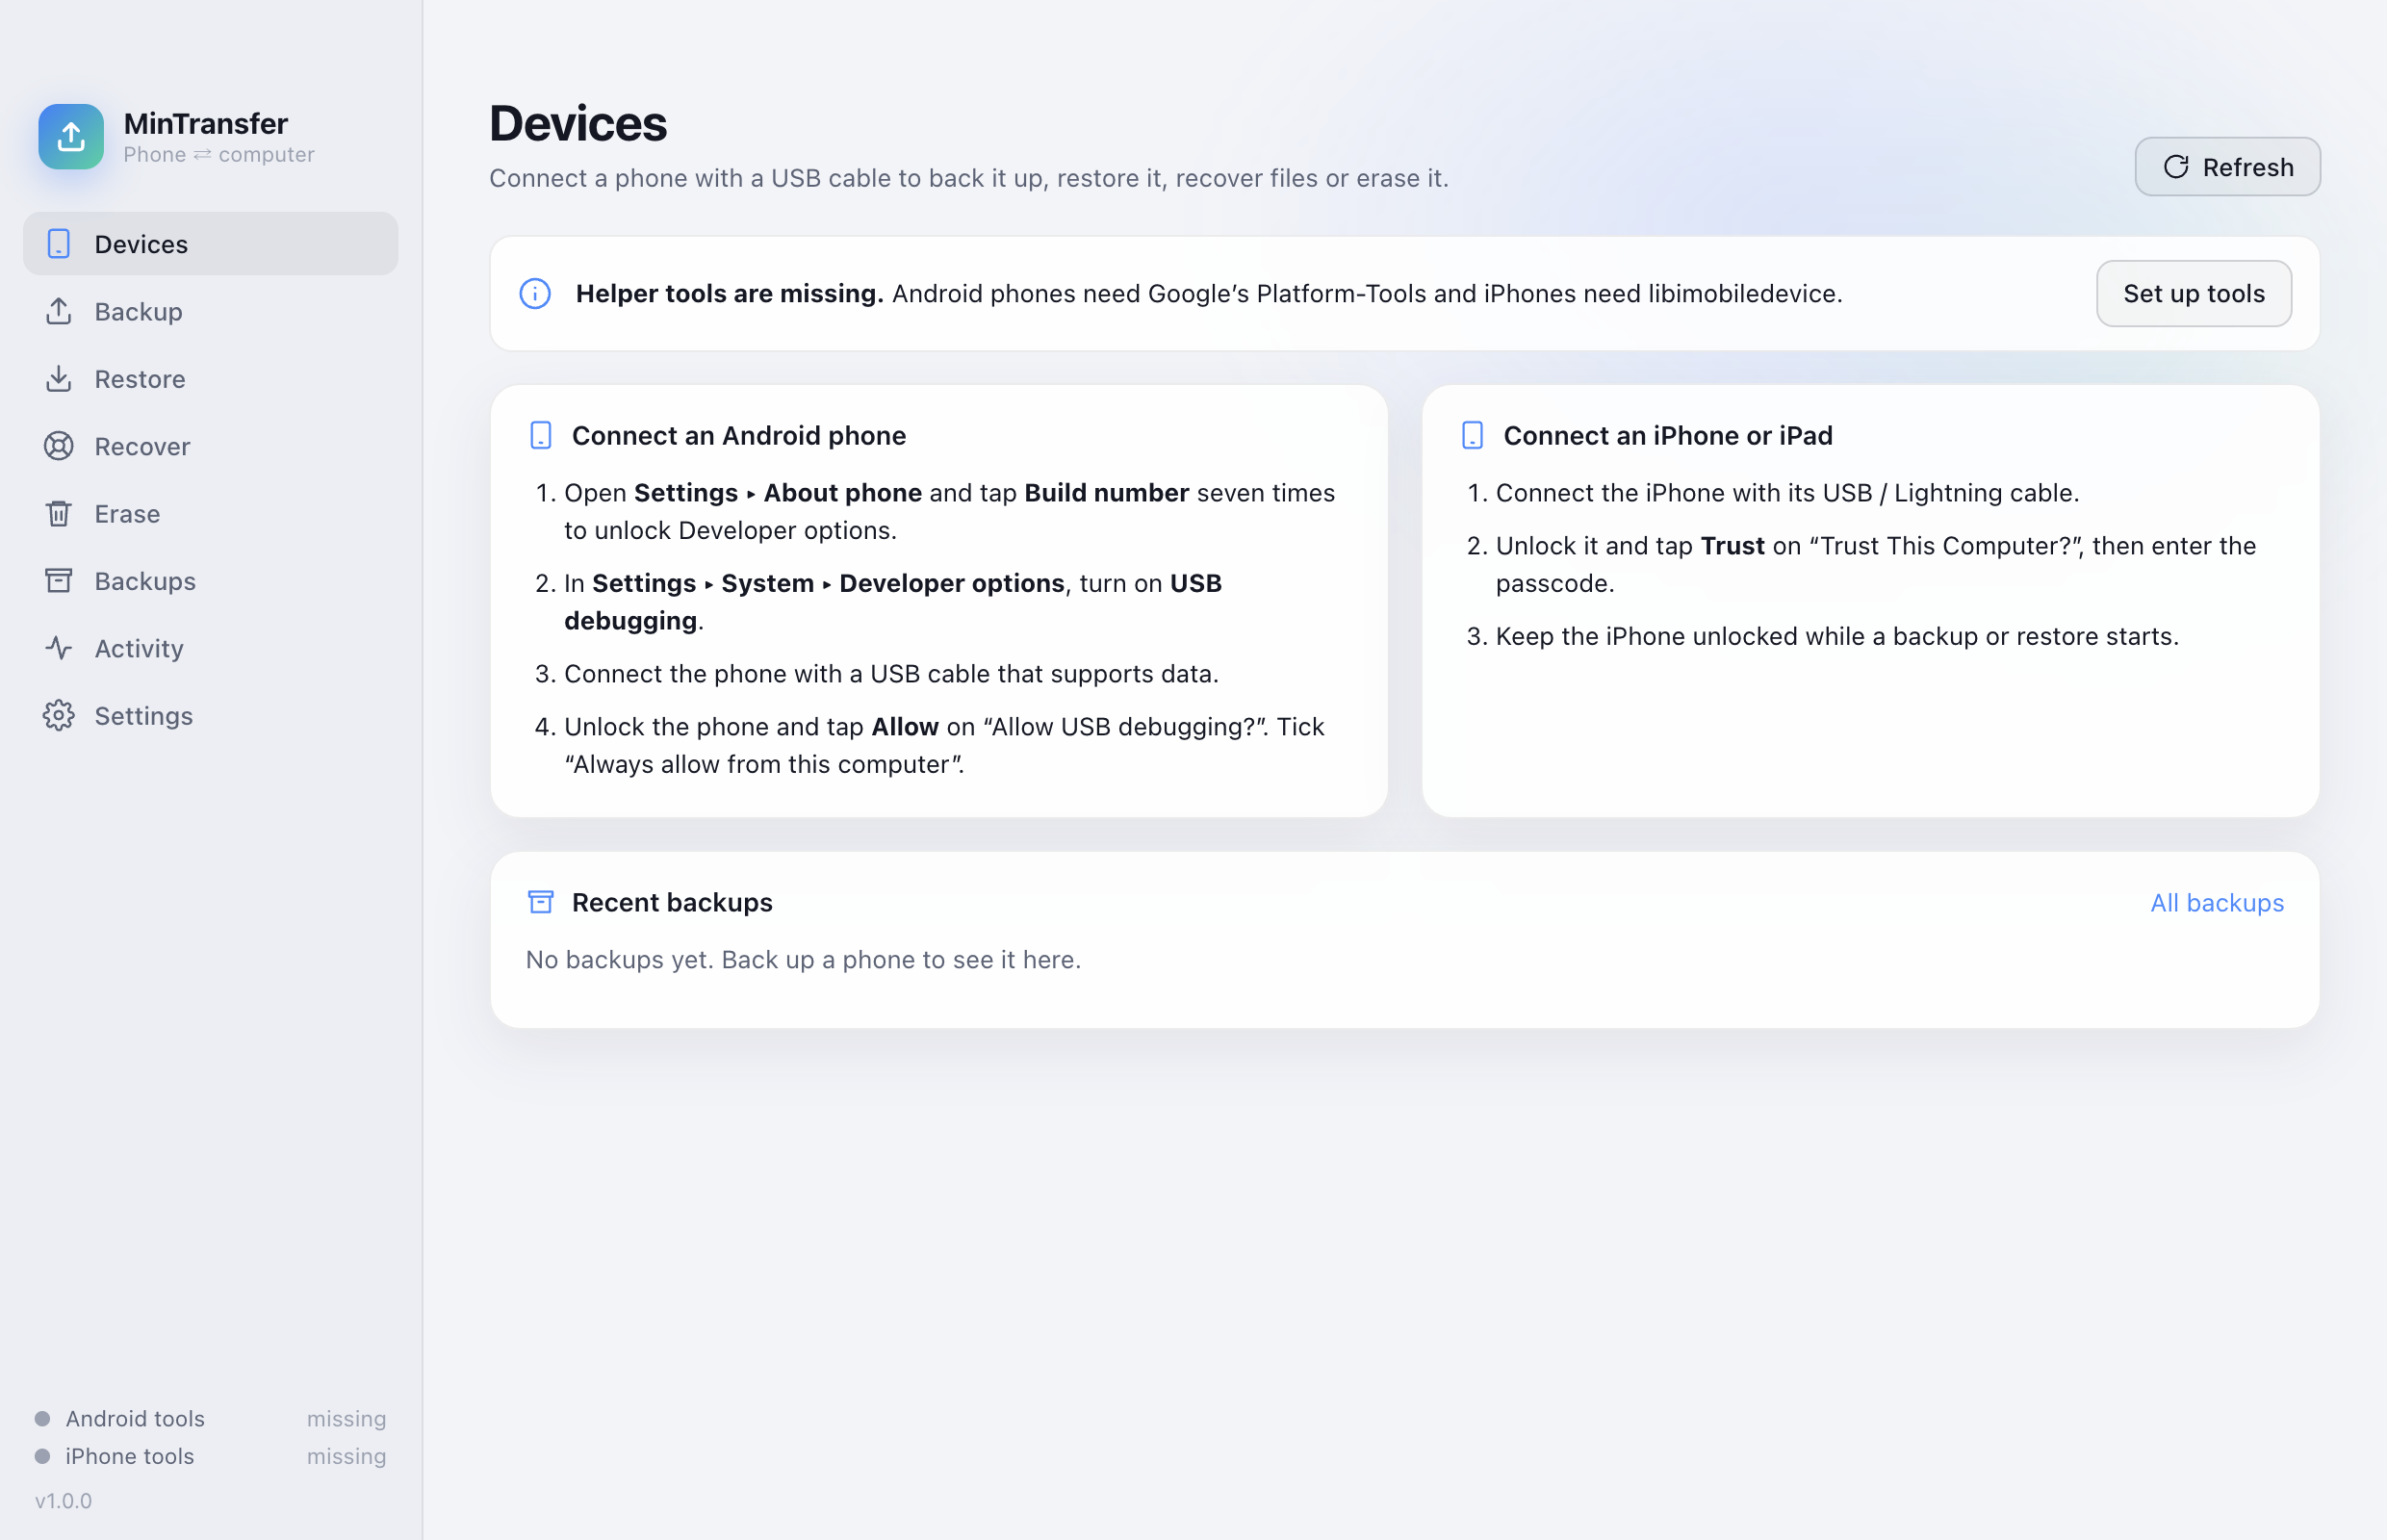 MinTransfer
Phone ⇄ computer
Devices
Backup
Restore
Recover
Erase
Backups
Activity
Settings
Android tools missing
iPhone tools missing
v1.0.0
Devices
Connect a phone with a USB cable to back it up, restore it, recover files or erase it.
Refresh
Helper tools are missing. Android phones need Google’s Platform-Tools and iPhones need libimobiledevice.
Set up tools
Connect an Android phone
1. Open Settings ▸ About phone and tap Build number seven times
to unlock Developer options.
2. In Settings ▸ System ▸ Developer options, turn on USB
debugging.
3. Connect the phone with a USB cable that supports data.
4. Unlock the phone and tap Allow on “Allow USB debugging?”. Tick
“Always allow from this computer”.
Connect an iPhone or iPad
1. Connect the iPhone with its USB / Lightning cable.
2. Unlock it and tap Trust on “Trust This Computer?”, then enter the
passcode.
3. Keep the iPhone unlocked while a backup or restore starts.
Recent backups
All backups
No backups yet. Back up a phone to see it here.